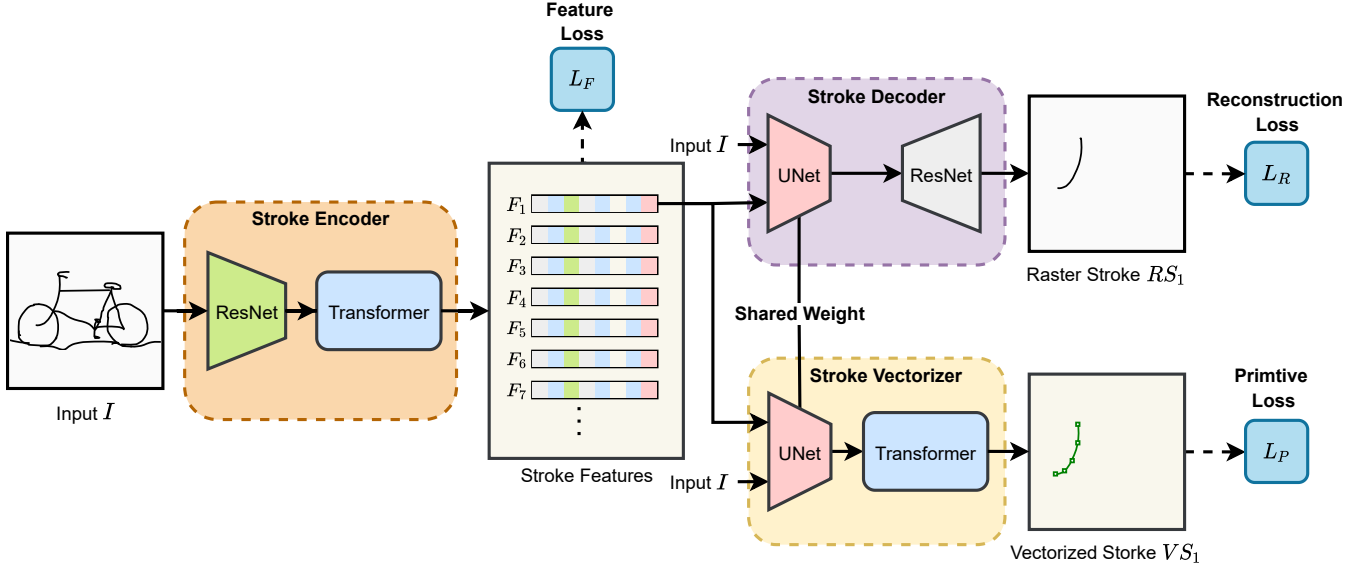 Feature
Loss
L_F
Stroke Decoder
Input I
UNet
ResNet
Reconstruction
Loss
L_R
Raster Stroke RS_1
Stroke Encoder
ResNet
Transformer
Input I
F_1
F_2
F_3
F_4
F_5
F_6
F_7
⋮
Stroke Features
Shared Weight
Stroke Vectorizer
UNet
Transformer
Input I
Primtive
Loss
L_P
Vectorized Storke VS_1